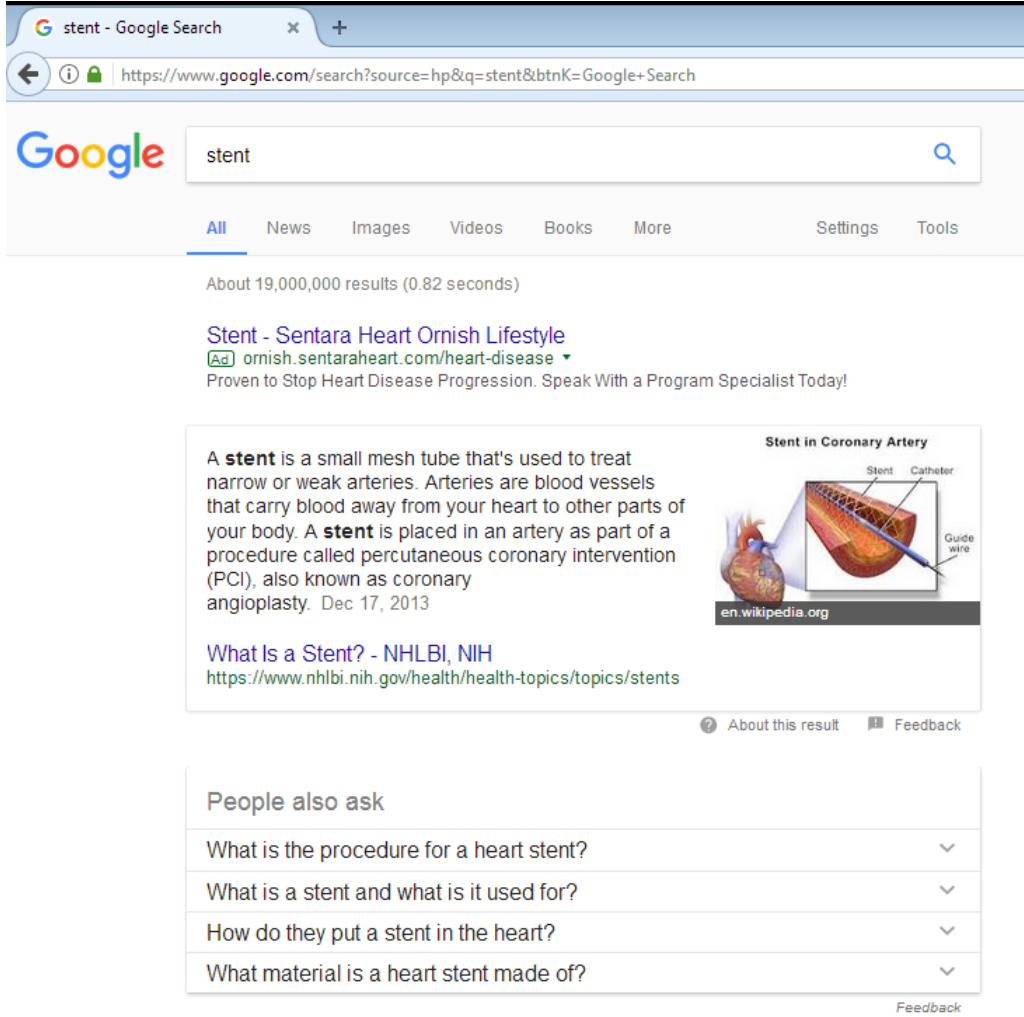 stent - Google Search
https://www.google.com/search?source=hp&q=stent&btnK=Google+Search
Google
stent
All News Images Videos Books More Settings Tools
About 19,000,000 results (0.82 seconds)
Stent - Sentara Heart Ornish Lifestyle
Ad ornish.sentaraheart.com/heart-disease
Proven to Stop Heart Disease Progression. Speak With a Program Specialist Today!
A stent is a small mesh tube that's used to treat
narrow or weak arteries. Arteries are blood vessels
that carry blood away from your heart to other parts of
your body. A stent is placed in an artery as part of a
procedure called percutaneous coronary intervention
(PCI), also known as coronary
angioplasty. Dec 17, 2013
Stent in Coronary Artery
Stent Catheter
Guide
wire
en.wikipedia.org
What Is a Stent? - NHLBI, NIH
https://www.nhlbi.nih.gov/health/health-topics/topics/stents
About this result Feedback
People also ask
What is the procedure for a heart stent?
What is a stent and what is it used for?
How do they put a stent in the heart?
What material is a heart stent made of?
Feedback